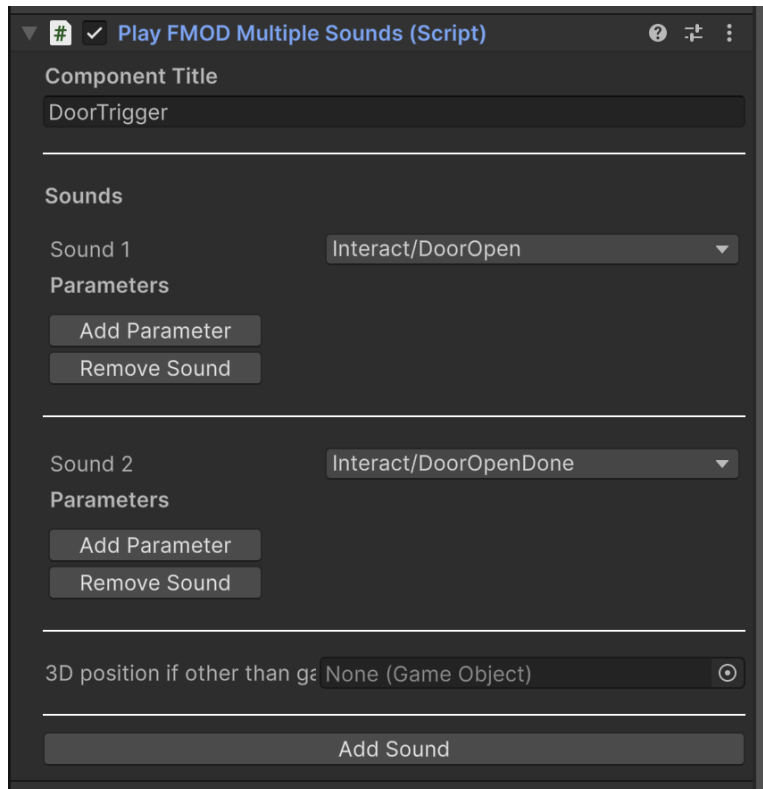 # Play FMOD Multiple Sounds (Script)
Component Title
DoorTrigger
Sounds
Sound 1 Interact/DoorOpen
Parameters
Add Parameter
Remove Sound
Sound 2 Interact/DoorOpenDone
Parameters
Add Parameter
Remove Sound
3D position if other than ga None (Game Object)
Add Sound